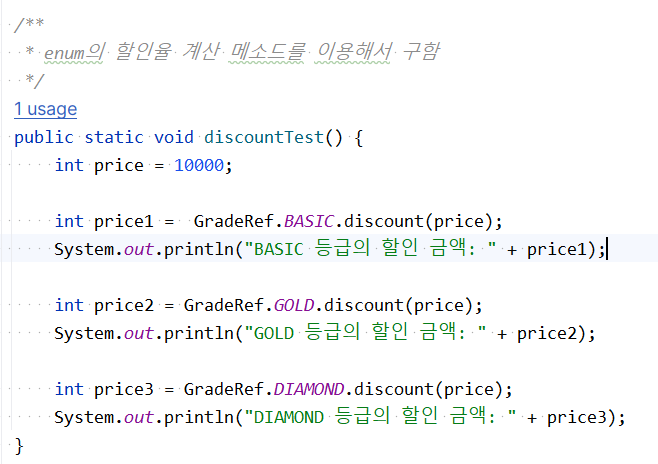 /**
 * enum의 할인율 계산 메소드를 이용해서 구함
 */
1 usage
public static void discountTest() {
    int price = 10000;

    int price1 =  GradeRef.BASIC.discount(price);
    System.out.println("BASIC 등급의 할인 금액: " + price1);

    int price2 = GradeRef.GOLD.discount(price);
    System.out.println("GOLD 등급의 할인 금액: " + price2);

    int price3 = GradeRef.DIAMOND.discount(price);
    System.out.println("DIAMOND 등급의 할인 금액: " + price3);
}